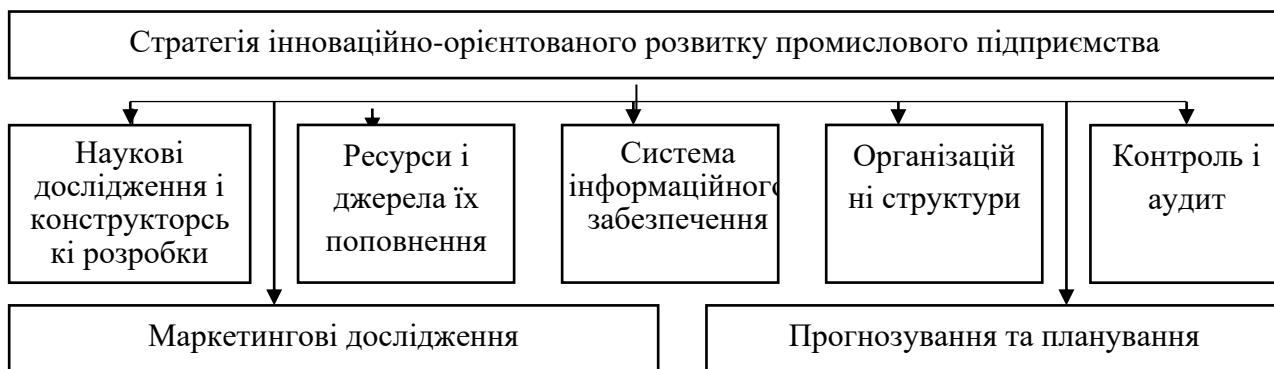 Стратегія інноваційно-орієнтованого розвитку промислового підприємства
Наукові
дослідження і
конструкторсь
кі розробки
Ресурси і
джерела їх
поповнення
Система
інформаційного
забезпечення
Організацій
ні структури
Контроль і
аудит
Маркетингові дослідження
Прогнозування та планування